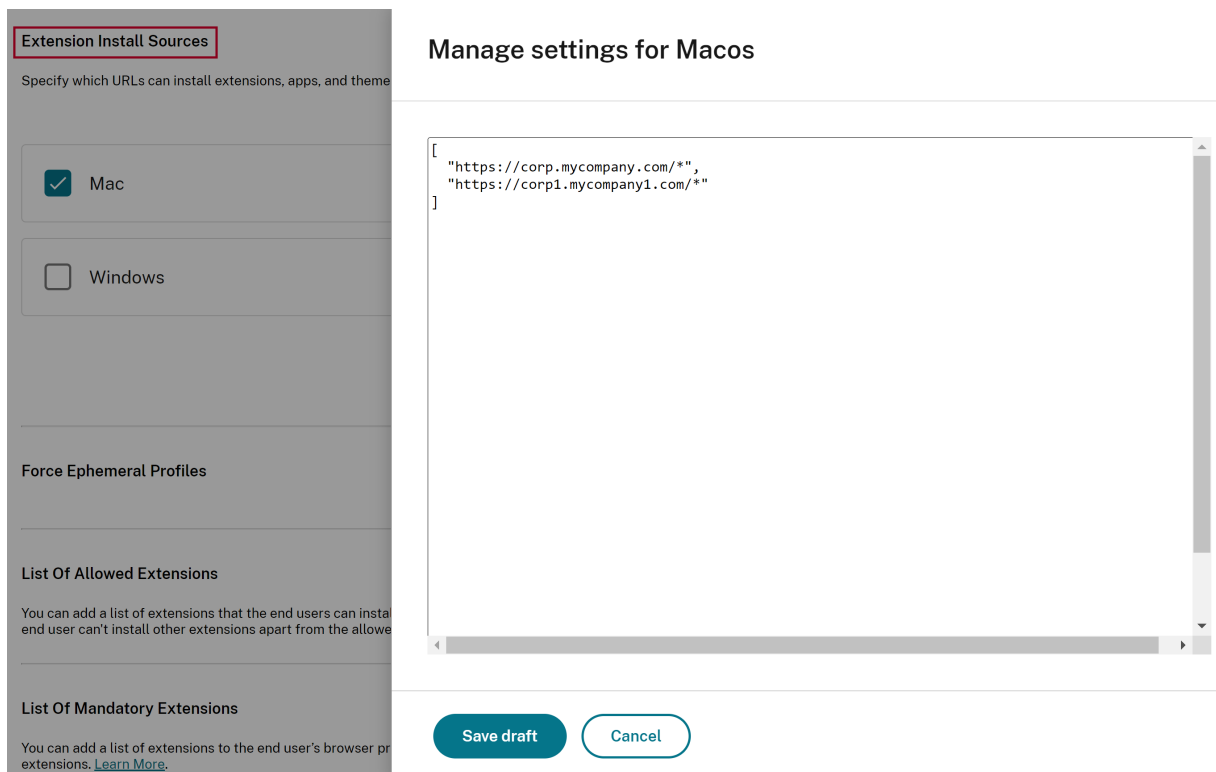 Extension Install Sources
Specify which URLs can install extensions, apps, and theme
Mac
Windows
Force Ephemeral Profiles
List Of Allowed Extensions
You can add a list of extensions that the end users can instal
end user can't install other extensions apart from the allowe
List Of Mandatory Extensions
You can add a list of extensions to the end user's browser pr
extensions. Learn More.
Manage settings for Macos
[
"https://corp.mycompany.com/*",
"https://corp1.mycompany1.com/*"
]
Save draft
Cancel